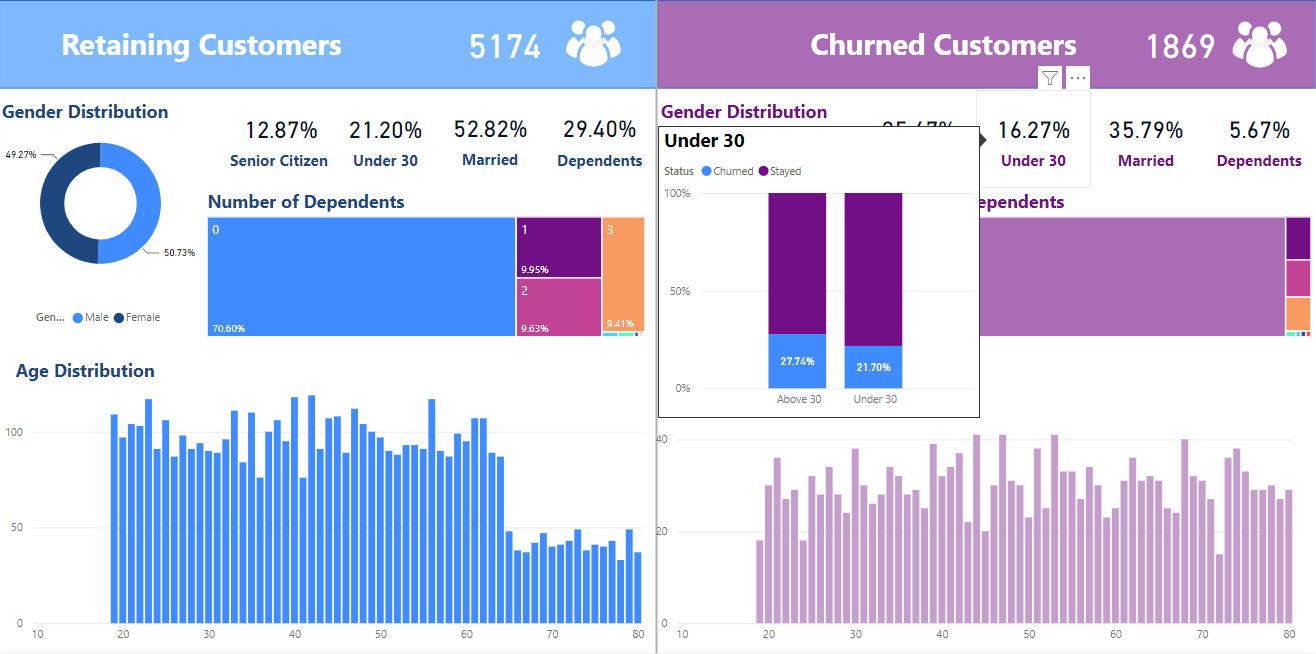 Retaining Customers
5174
Gender Distribution
49.27%
50.73%
Gen...
Male
Female
12.87%
Senior Citizen
21.20%
Under 30
52.82%
Married
29.40%
Dependents
Number of Dependents
0
70.60%
1
9.95%
2
9.63%
3
9.41%
Age Distribution
100
50
0
10
20
30
40
50
60
70
80
Churned Customers
1869
Gender Distribution
16.27%
Under 30
35.79%
Married
5.67%
Dependents
ependents
Under 30
Status
Churned
Stayed
100%
50%
0%
27.74%
21.70%
Above 30
Under 30
40
20
0
10
20
30
40
50
60
70
80